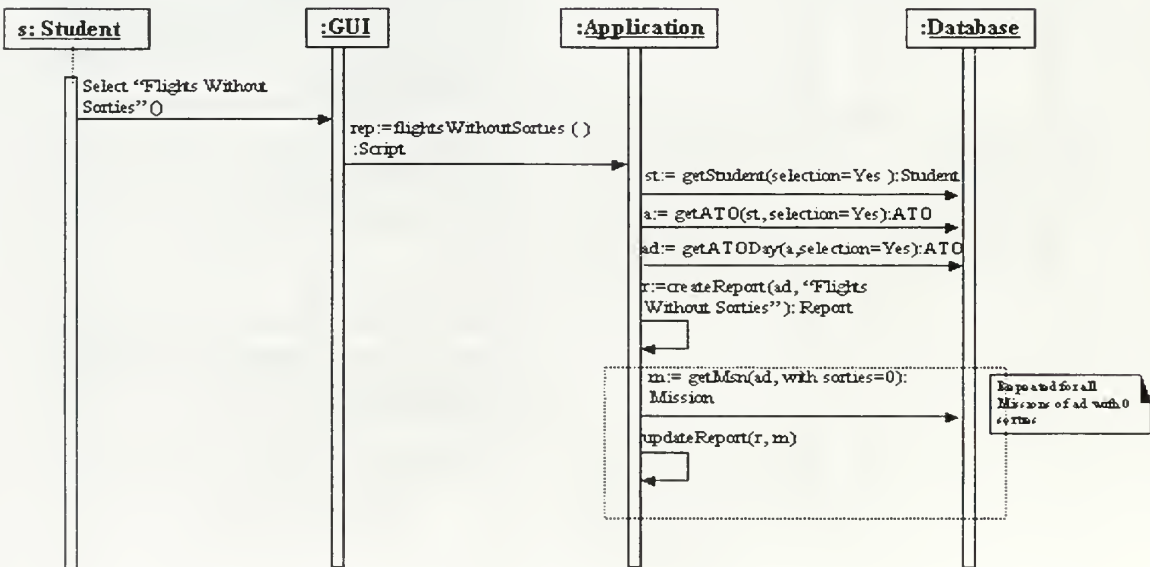 s: Student
:GUI
:Application
:Database
Select “Flights Without
Sorties”()
rep:=flightsWithoutSorties ( )
:Script
st:= getStudent(selection=Yes ):Student
a:= getATO(st, selection=Yes):ATO
ad:= getATODay(a,selection=Yes):ATO
r:=createReport(ad, “Flights
Without Sorties”): Report
m:= getMsn(ad, with sorties=0):
Mission
Repeated for all
Missions of ad with 0
sorties
updateReport(r, m)